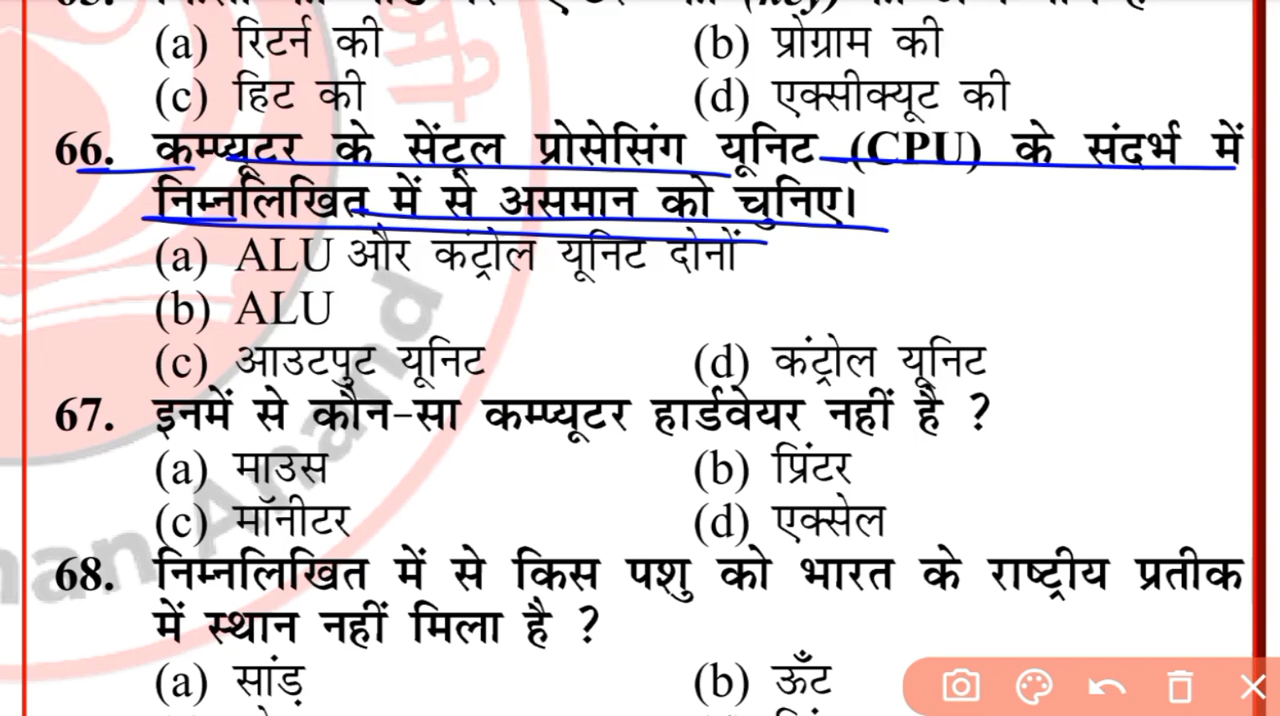 (a) रिटर्न की (b) प्रोग्राम की
(c) हिट की (d) एक्सीक्यूट की
66. कम्प्यूटर के सेंट्रल प्रोसेसिंग यूनिट (CPU) के संदर्भ में
निम्नलिखित में से असमान को चुनिए।
(a) ALU और कंट्रोल यूनिट दोनों
(b) ALU
(c) आउटपुट यूनिट (d) कंट्रोल यूनिट
67. इनमें से कौन-सा कम्प्यूटर हार्डवेयर नहीं है ?
(a) माउस (b) प्रिंटर
(c) मॉनीटर (d) एक्सेल
68. निम्नलिखित में से किस पशु को भारत के राष्ट्रीय प्रतीक
में स्थान नहीं मिला है ?
(a) सांड़ (b) ऊँट